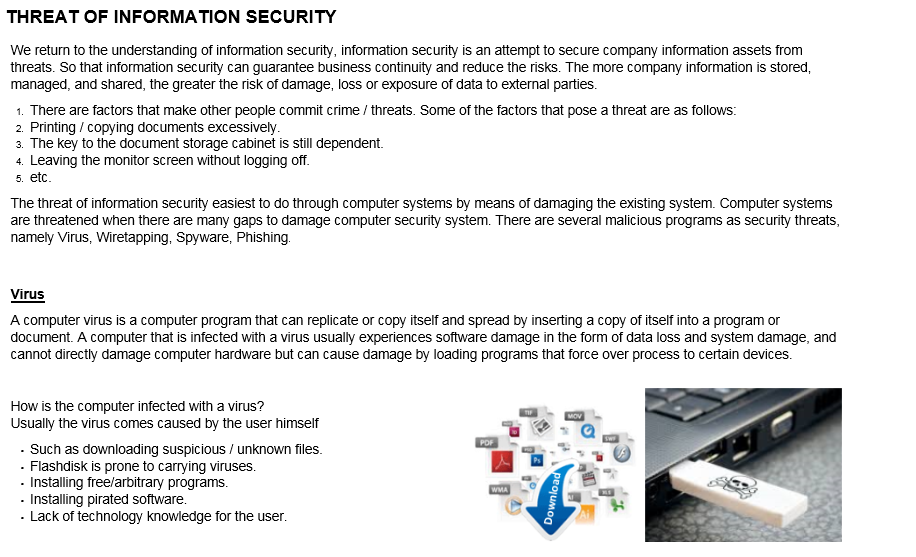 THREAT OF INFORMATION SECURITY
We return to the understanding of information security, information security is an attempt to secure company information assets from
threats. So that information security can guarantee business continuity and reduce the risks. The more company information is stored,
managed, and shared, the greater the risk of damage, loss or exposure of data to external parties.
1. There are factors that make other people commit crime / threats. Some of the factors that pose a threat are as follows:
2. Printing / copying documents excessively.
3. The key to the document storage cabinet is still dependent.
4. Leaving the monitor screen without logging off.
5. etc.
The threat of information security easiest to do through computer systems by means of damaging the existing system. Computer systems
are threatened when there are many gaps to damage computer security system. There are several malicious programs as security threats,
namely Virus, Wiretapping, Spyware, Phishing.
Virus
A computer virus is a computer program that can replicate or copy itself and spread by inserting a copy of itself into a program or
document. A computer that is infected with a virus usually experiences software damage in the form of data loss and system damage, and
cannot directly damage computer hardware but can cause damage by loading programs that force over process to certain devices.
How is the computer infected with a virus?
Usually the virus comes caused by the user himself
· Such as downloading suspicious / unknown files.
· Flashdisk is prone to carrying viruses.
· Installing free/arbitrary programs.
· Installing pirated software.
· Lack of technology knowledge for the user.
TIF
MOV
PDF
SWF
Ps
WMA
Ai
Download